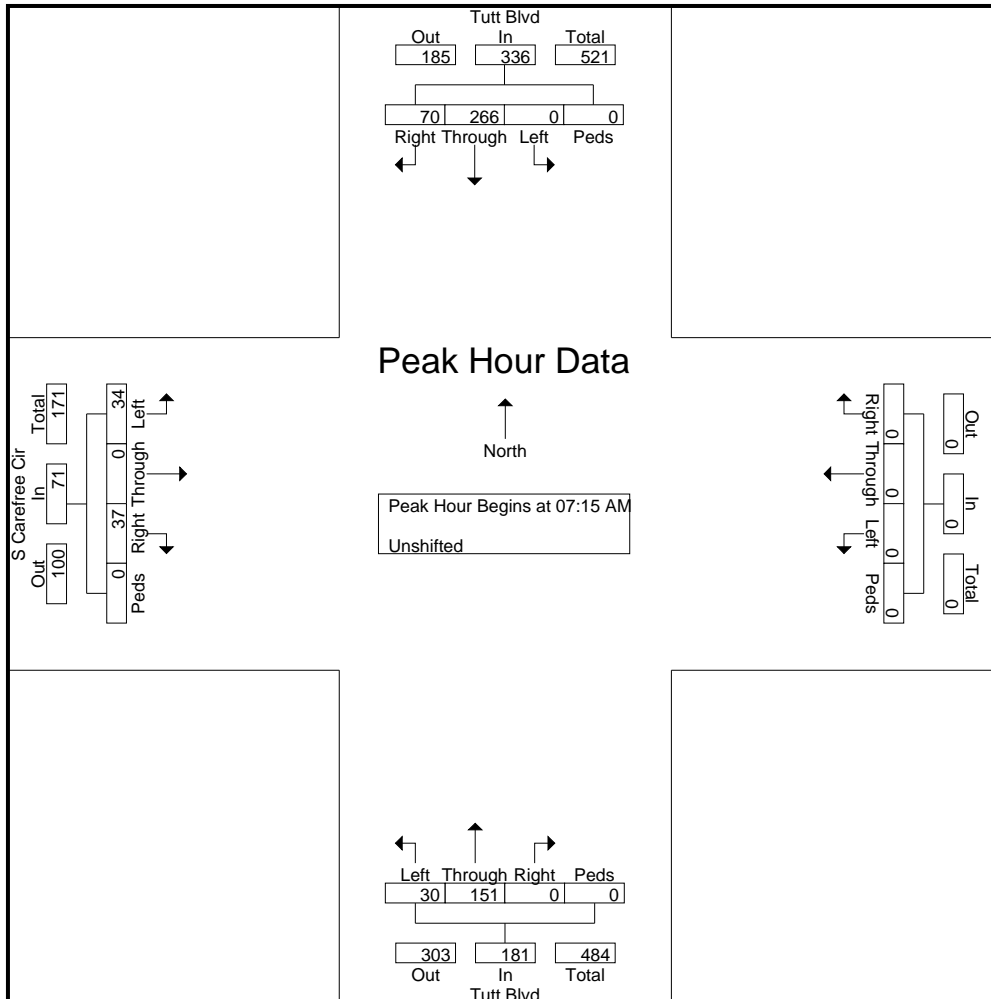 Tutt Blvd
Out In Total
185 336 521
70 266 0 0
Right Through Left Peds
Peak Hour Data
North
Peak Hour Begins at 07:15 AM
Unshifted
S Carefree Cir
Out In Total
100 71 171
34 0 37 0
Left Through Right Peds
Out In Total
0 0 0
Right Through Left Peds
0 0 0 0
Left Through Right Peds
30 151 0 0
303 181 484
Out In Total
Tutt Blvd